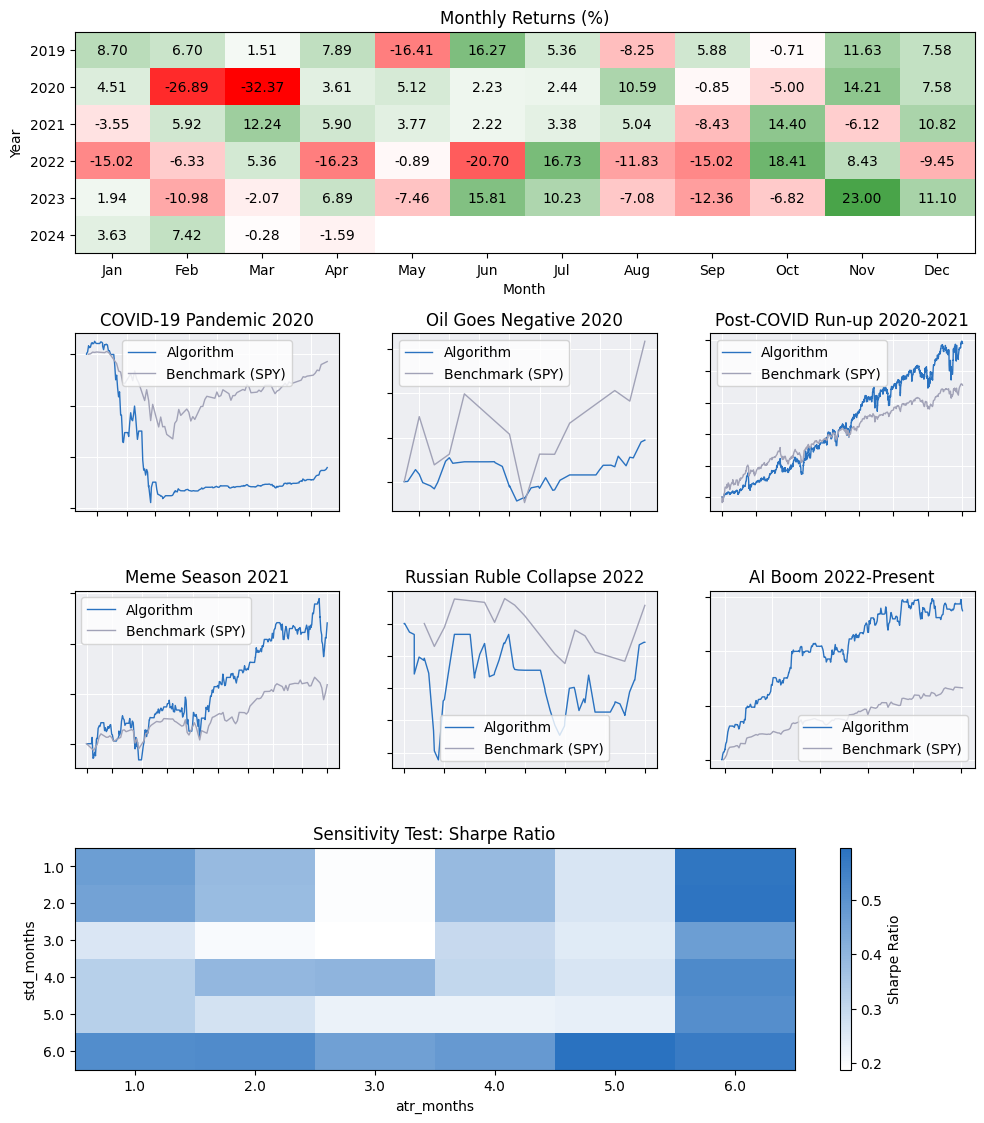 Monthly Returns (%)
Year
2019 8.70 6.70 1.51 7.89 -16.41 16.27 5.36 -8.25 5.88 -0.71 11.63 7.58
2020 4.51 -26.89 -32.37 3.61 5.12 2.23 2.44 10.59 -0.85 -5.00 14.21 7.58
2021 -3.55 5.92 12.24 5.90 3.77 2.22 3.38 5.04 -8.43 14.40 -6.12 10.82
2022 -15.02 -6.33 5.36 -16.23 -0.89 -20.70 16.73 -11.83 -15.02 18.41 8.43 -9.45
2023 1.94 -10.98 -2.07 6.89 -7.46 15.81 10.23 -7.08 -12.36 -6.82 23.00 11.10
2024 3.63 7.42 -0.28 -1.59
Jan Feb Mar Apr May Jun Jul Aug Sep Oct Nov Dec
Month
COVID-19 Pandemic 2020
Algorithm
Benchmark (SPY)
Oil Goes Negative 2020
Algorithm
Benchmark (SPY)
Post-COVID Run-up 2020-2021
Algorithm
Benchmark (SPY)
Meme Season 2021
Algorithm
Benchmark (SPY)
Russian Ruble Collapse 2022
Algorithm
Benchmark (SPY)
AI Boom 2022-Present
Algorithm
Benchmark (SPY)
Sensitivity Test: Sharpe Ratio
std_months
1.0
2.0
3.0
4.0
5.0
6.0
1.0 2.0 3.0 4.0 5.0 6.0
atr_months
0.5
0.4
0.3
0.2
Sharpe Ratio